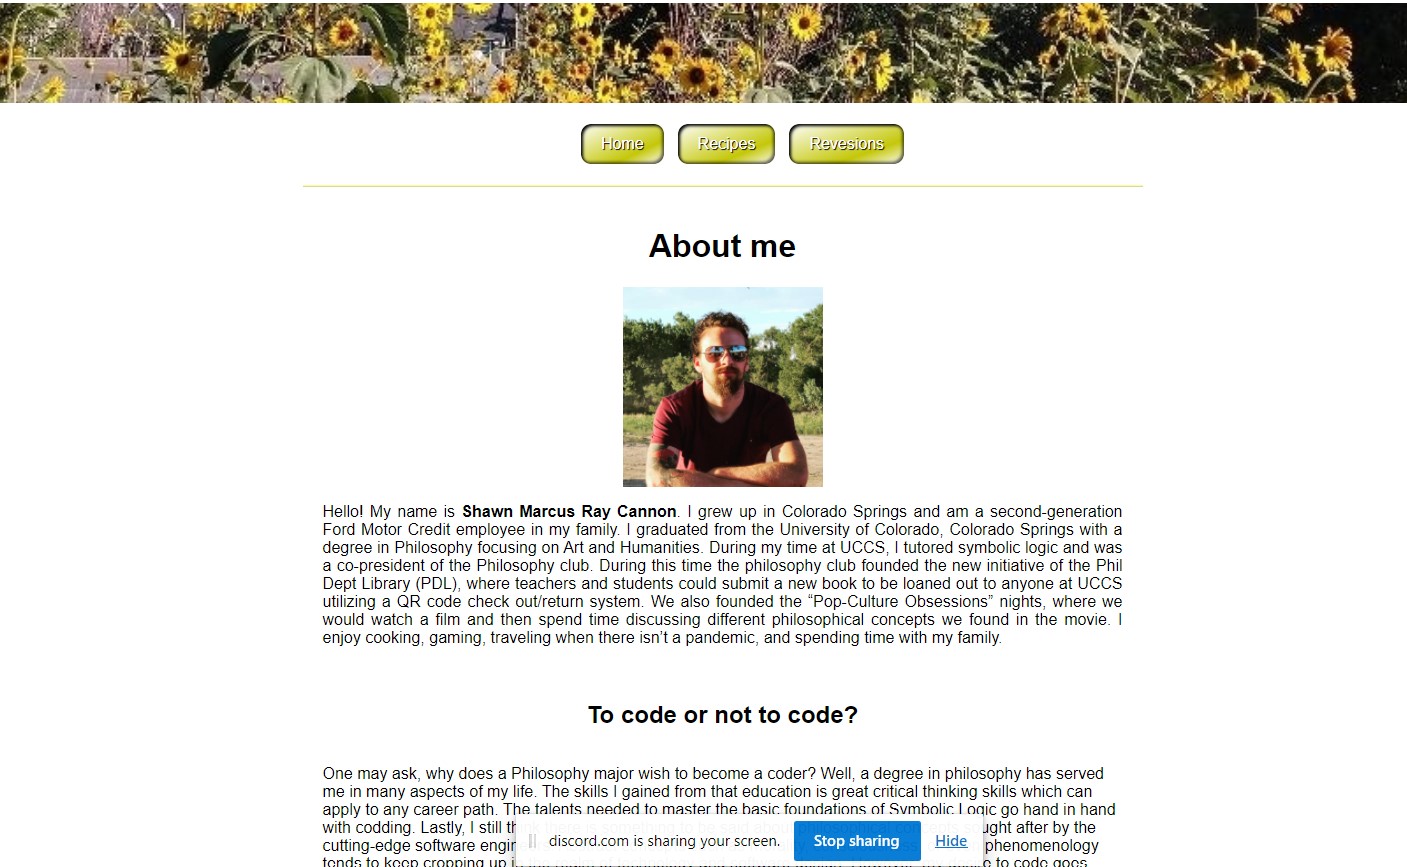 Home Recipes Revesions
About me
Hello! My name is Shawn Marcus Ray Cannon. I grew up in Colorado Springs and am a second-generation
Ford Motor Credit employee in my family. I graduated from the University of Colorado, Colorado Springs with a
degree in Philosophy focusing on Art and Humanities. During my time at UCCS, I tutored symbolic logic and was
a co-president of the Philosophy club. During this time the philosophy club founded the new initiative of the Phil
Dept Library (PDL), where teachers and students could submit a new book to be loaned out to anyone at UCCS
utilizing a QR code check out/return system. We also founded the “Pop-Culture Obsessions” nights, where we
would watch a film and then spend time discussing different philosophical concepts we found in the movie. I
enjoy cooking, gaming, traveling when there isn’t a pandemic, and spending time with my family.
To code or not to code?
One may ask, why does a Philosophy major wish to become a coder? Well, a degree in philosophy has served
me in many aspects of my life. The skills I gained from that education is great critical thinking skills which can
apply to any career path. The talents needed to master the basic foundations of Symbolic Logic go hand in hand
with codding. Lastly, I still sought after by the
cutting-edge software phenomenology
tends to keep cropping up to code goes
discord.com is sharing your screen. Stop sharing Hide